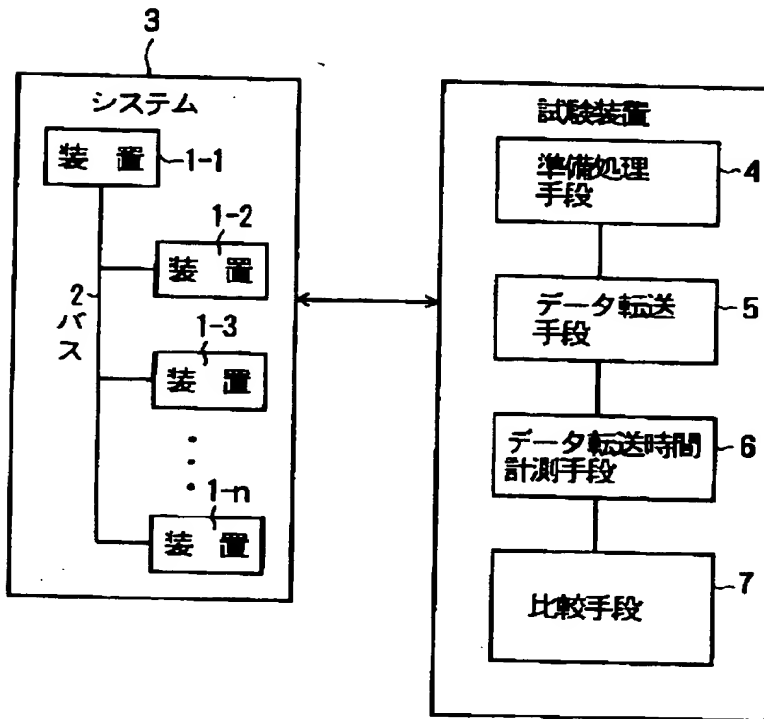 3
システム
装置
1-1
1-2
装置
2
バス
1-3
装置
1-n
装置
試験装置
準備処理
手段
4
データ転送
手段
5
データ転送時間
計測手段
6
比較手段
7